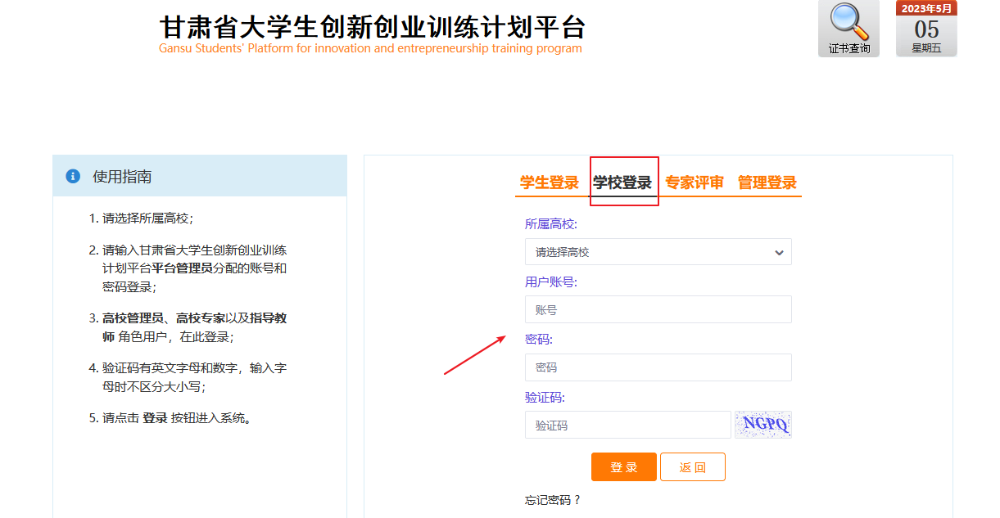 甘肃省大学生创新创业训练计划平台
Gansu Students' Platform for innovation and entrepreneurship training program
证书查询
2023年5月
05
星期五
使用指南
1. 请选择所属高校；
2. 请输入甘肃省大学生创新创业训练
计划平台平台管理员分配的账号和
密码登录；
3. 高校管理员、高校专家以及指导教
师 角色用户，在此登录；
4. 验证码有英文字母和数字，输入字
母时不区分大小写；
5. 请点击 登录 按钮进入系统。
学生登录 学校登录 专家评审 管理登录
所属高校:
请选择高校
用户账号:
账号
密码:
密码
验证码:
验证码 NGPQ
登 录 返 回
忘记密码？